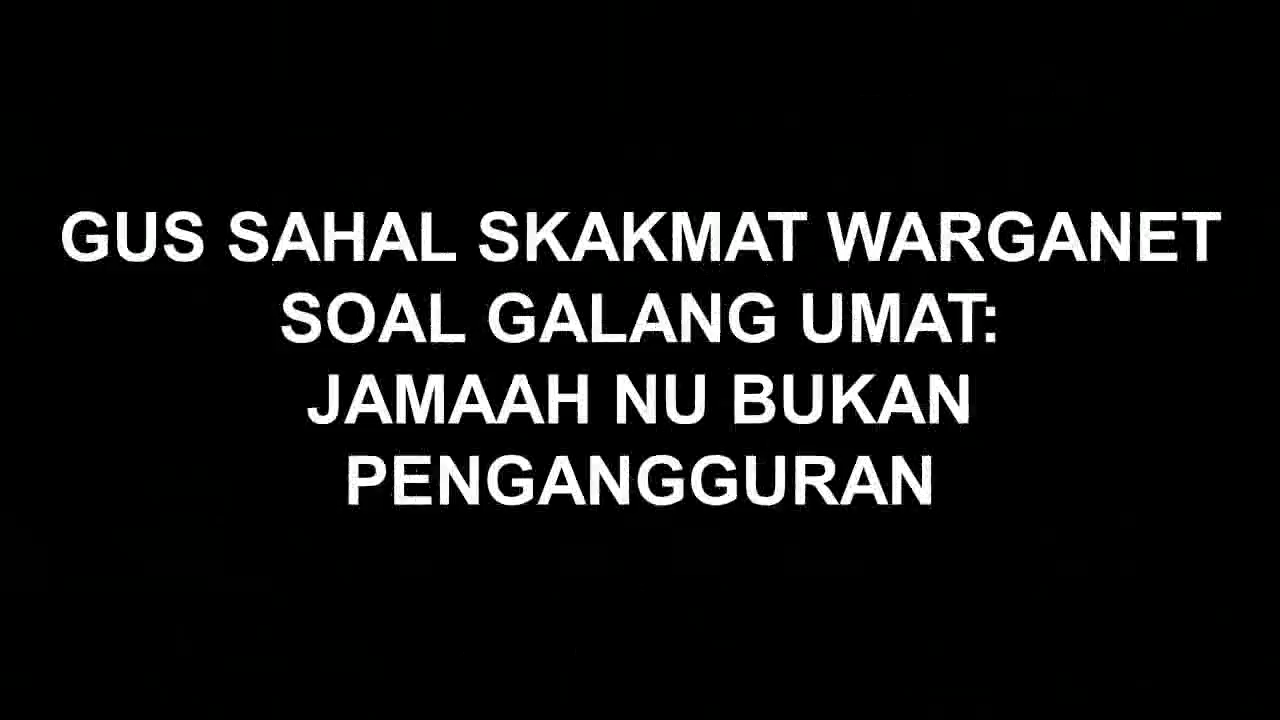 GUS SAHAL SKAKMAT WARGANET
SOAL GALANG UMAT:
JAMAAH NU BUKAN
PENGANGGURAN